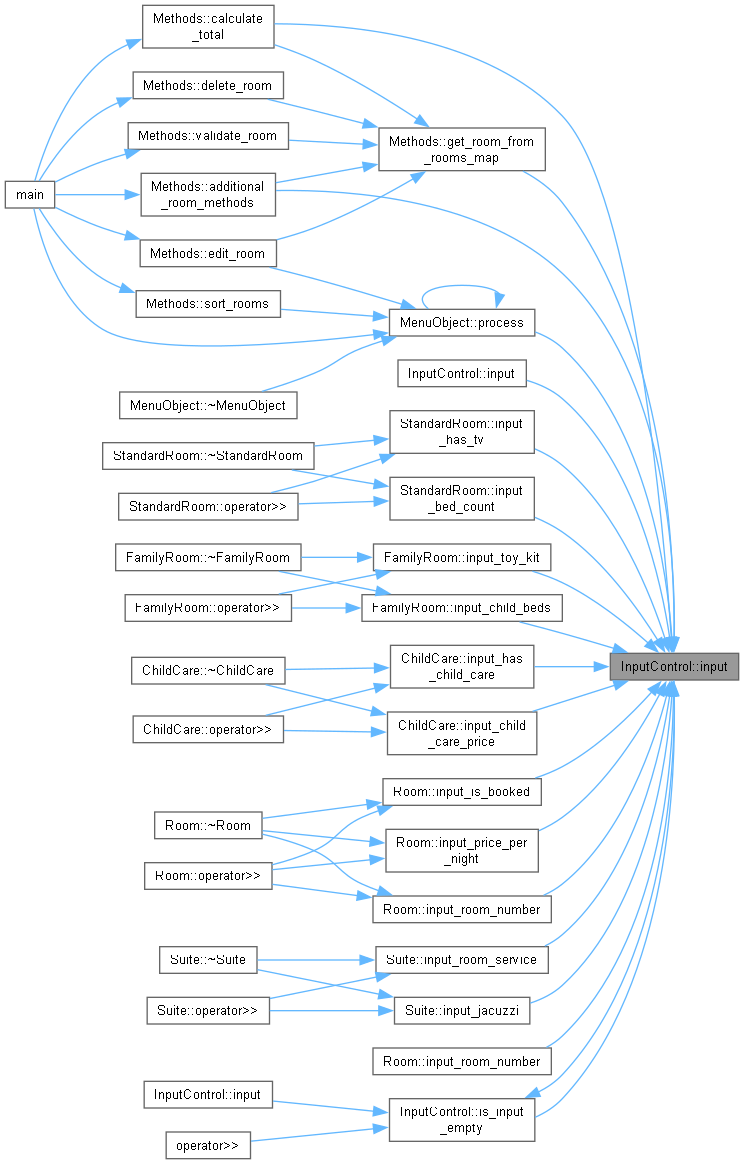 Methods::calculate
_total
Methods::delete_room
Methods::validate_room
Methods::get_room_from
_rooms_map
main
Methods::additional
_room_methods
Methods::edit_room
Methods::sort_rooms
MenuObject::process
InputControl::input
MenuObject::~MenuObject
StandardRoom::input
_has_tv
StandardRoom::~StandardRoom
StandardRoom::input
_bed_count
StandardRoom::operator>>
FamilyRoom::~FamilyRoom
FamilyRoom::input_toy_kit
FamilyRoom::operator>>
FamilyRoom::input_child_beds
ChildCare::input_has
_child_care
InputControl::input
ChildCare::~ChildCare
ChildCare::operator>>
ChildCare::input_child
_care_price
Room::input_is_booked
Room::~Room
Room::input_price_per
_night
Room::operator>>
Room::input_room_number
Suite::~Suite
Suite::input_room_service
Suite::operator>>
Suite::input_jacuzzi
Room::input_room_number
InputControl::input
InputControl::is_input
_empty
operator>>